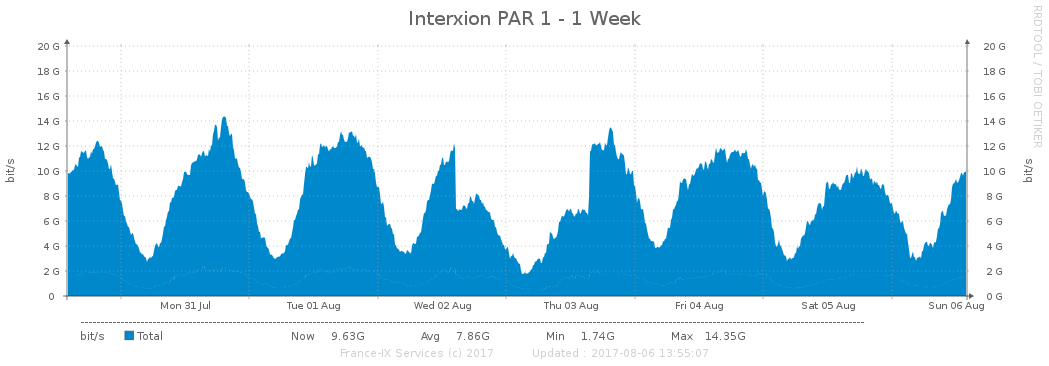 Interxion PAR 1 - 1 Week
RRDTOOL / TOBI OETIKER
bit/s
20 G 20 G
18 G 18 G
16 G 16 G
14 G 14 G
12 G 12 G
10 G 10 G
8 G 8 G
6 G 6 G
4 G 4 G
2 G 2 G
0 0 G
bit/s
Mon 31 Jul Tue 01 Aug Wed 02 Aug Thu 03 Aug Fri 04 Aug Sat 05 Aug Sun 06 Aug
bit/s Total Now 9.63G Avg 7.86G Min 1.74G Max 14.35G
France-IX Services (c) 2017 Updated : 2017-08-06 13:55:07